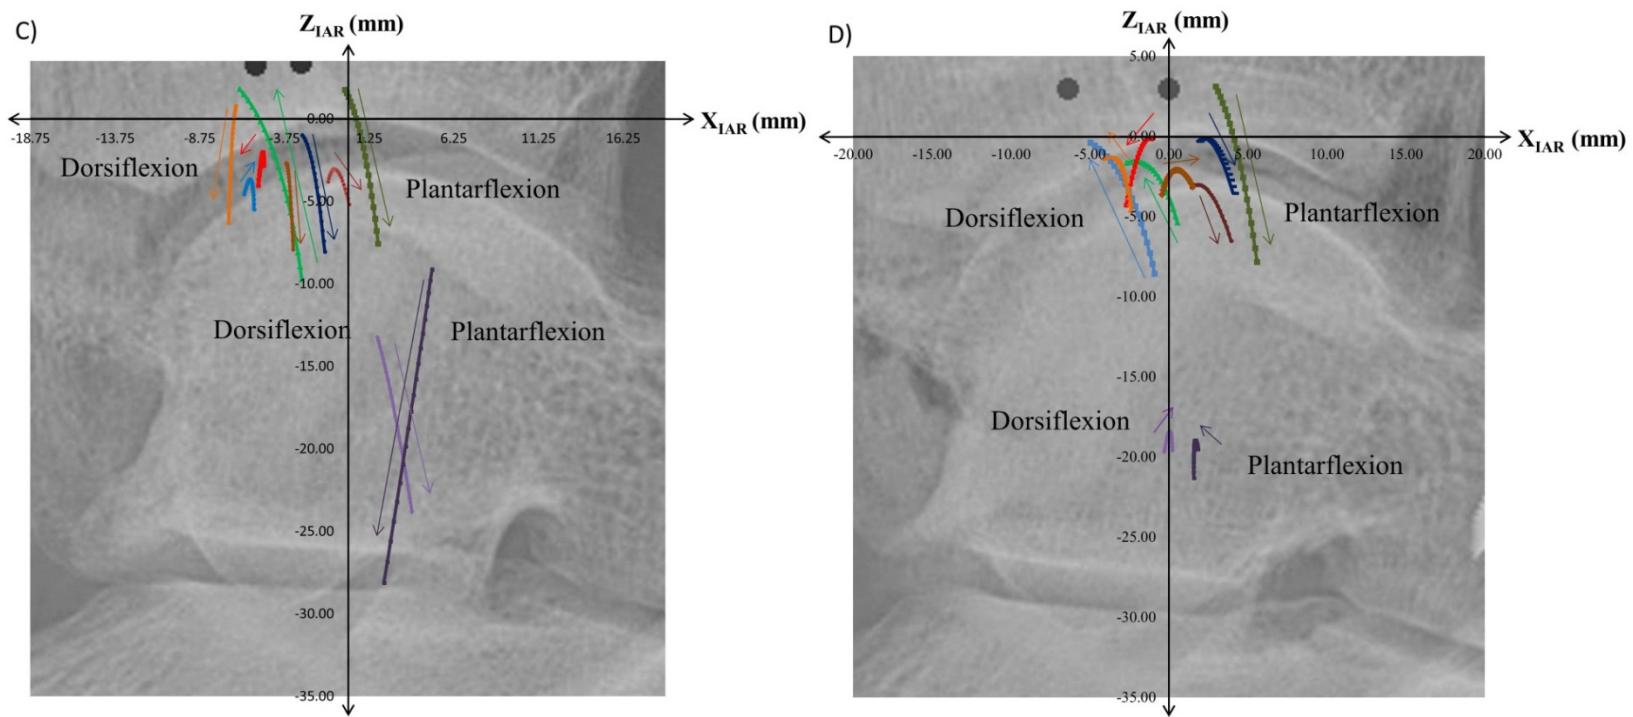 C)
Z_IAR (mm)
0.00
X_IAR (mm)
-18.75 -13.75 -8.75 -3.75 1.25 6.25 11.25 16.25
Dorsiflexion
Plantarflexion
-5.00
-10.00
Dorsiflexion
Plantarflexion
-15.00
-20.00
-25.00
-30.00
-35.00
D)
Z_IAR (mm)
5.00
0.00
X_IAR (mm)
-20.00 -15.00 -10.00 -5.00 0.00 5.00 10.00 15.00 20.00
Dorsiflexion
Plantarflexion
-5.00
-10.00
-15.00
Dorsiflexion
-20.00
Plantarflexion
-25.00
-30.00
-35.00